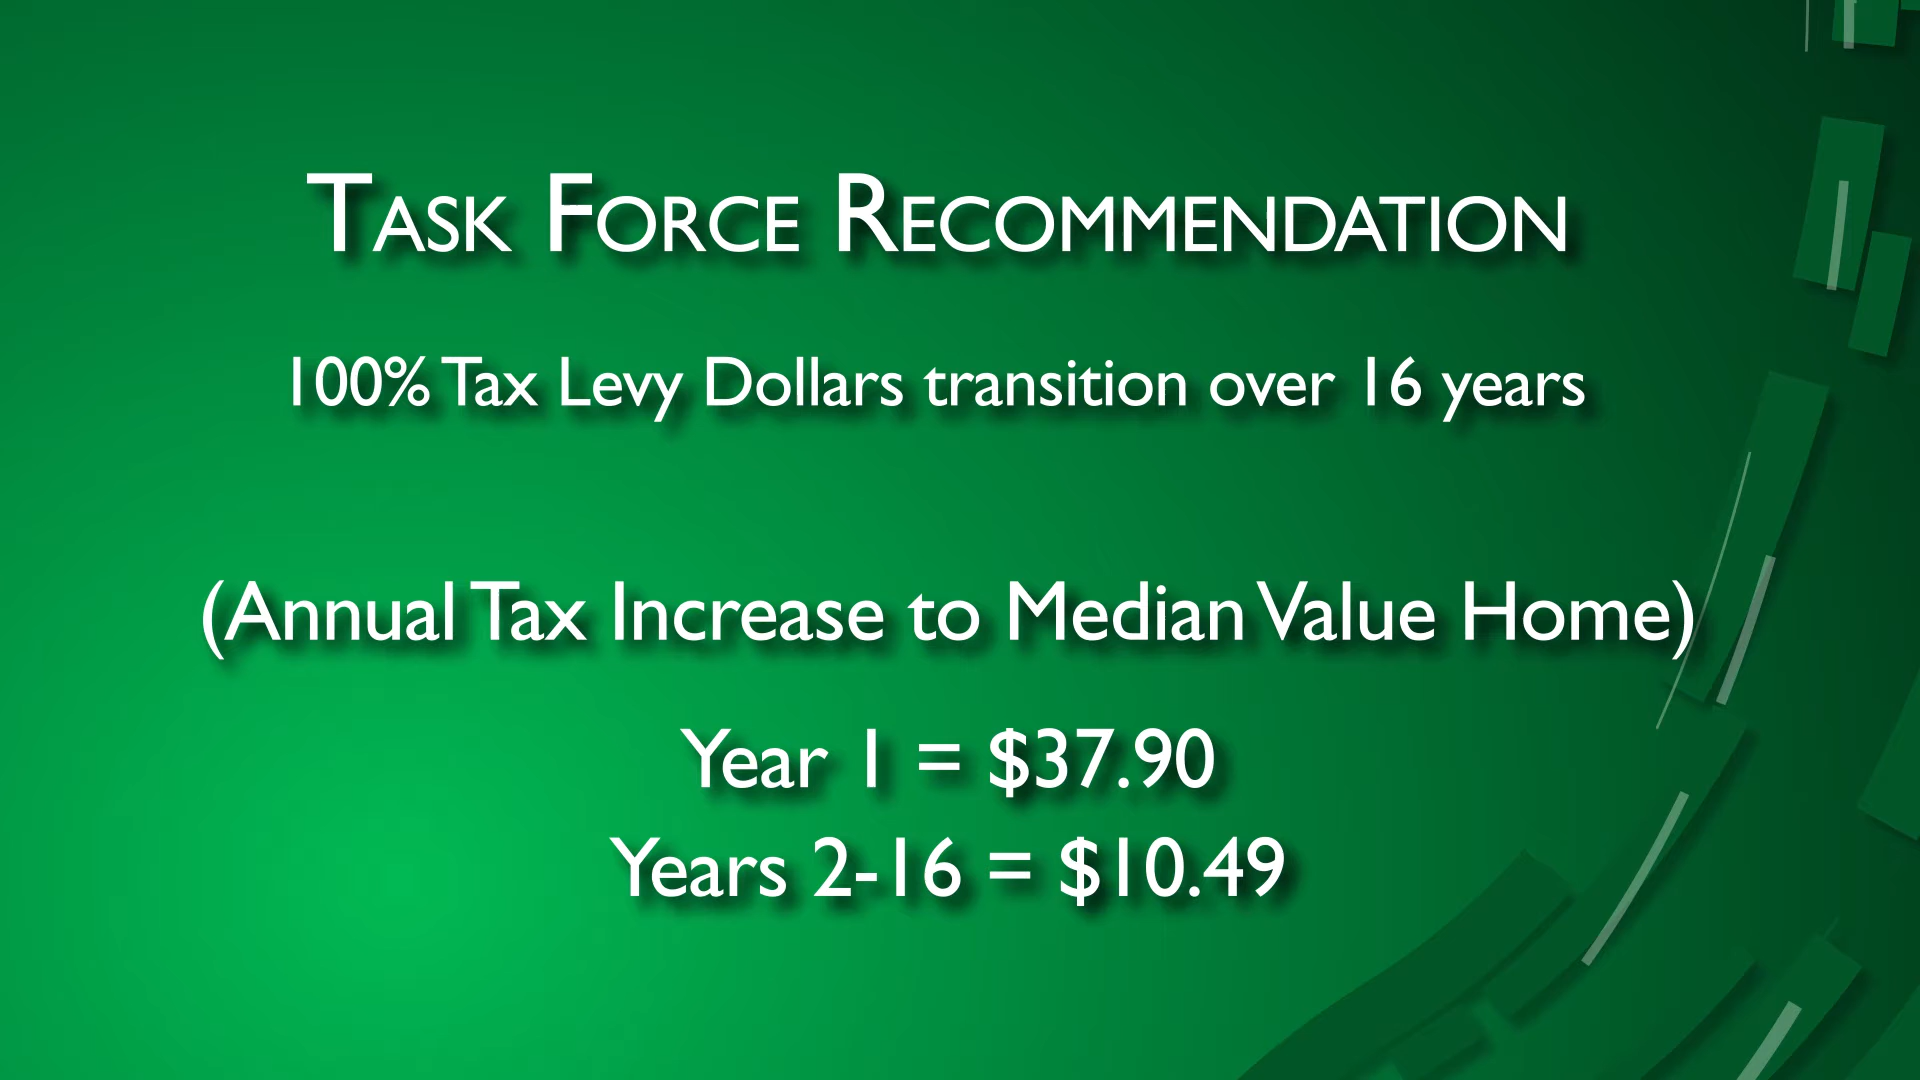 Task Force Recommendation
100% Tax Levy Dollars transition over 16 years
(Annual Tax Increase to Median Value Home)
Year 1 = $37.90
Years 2-16 = $10.49